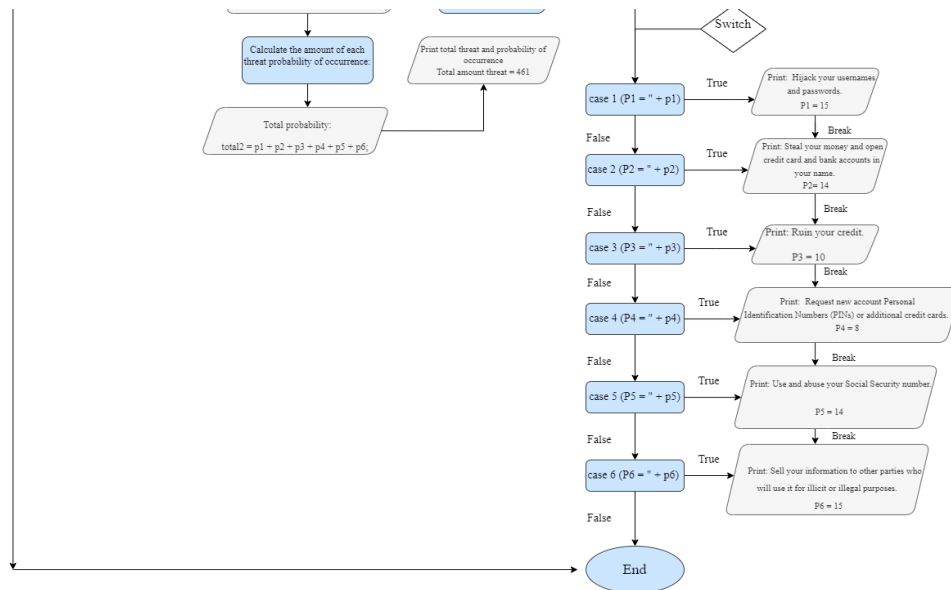 Switch
Calculate the amount of each
threat probability of occurrence:
Print total threat and probability of
occurrence
Total amount threat = 461
Total probability:
total2 = p1 + p2 + p3 + p4 + p5 + p6;
case 1 (P1 = " + p1)
True
Print:  Hijack your usernames
and passwords.
P1 = 15
False
Break
case 2 (P2 = " + p2)
True
Print: Steal your money and open
credit card and bank accounts in
your name.
P2= 14
False
Break
case 3 (P3 = " + p3)
True
Print: Ruin your credit.
P3 = 10
False
Break
case 4 (P4 = " + p4)
True
Print:  Request new account Personal
Identification Numbers (PINs) or additional credit cards.
P4 = 8
False
Break
case 5 (P5 = " + p5)
True
Print: Use and abuse your Social Security number.
P5 = 14
False
Break
case 6 (P6 = " + p6)
True
Print: Sell your information to other parties who
will use it for illicit or illegal purposes.
P6 = 15
False
End